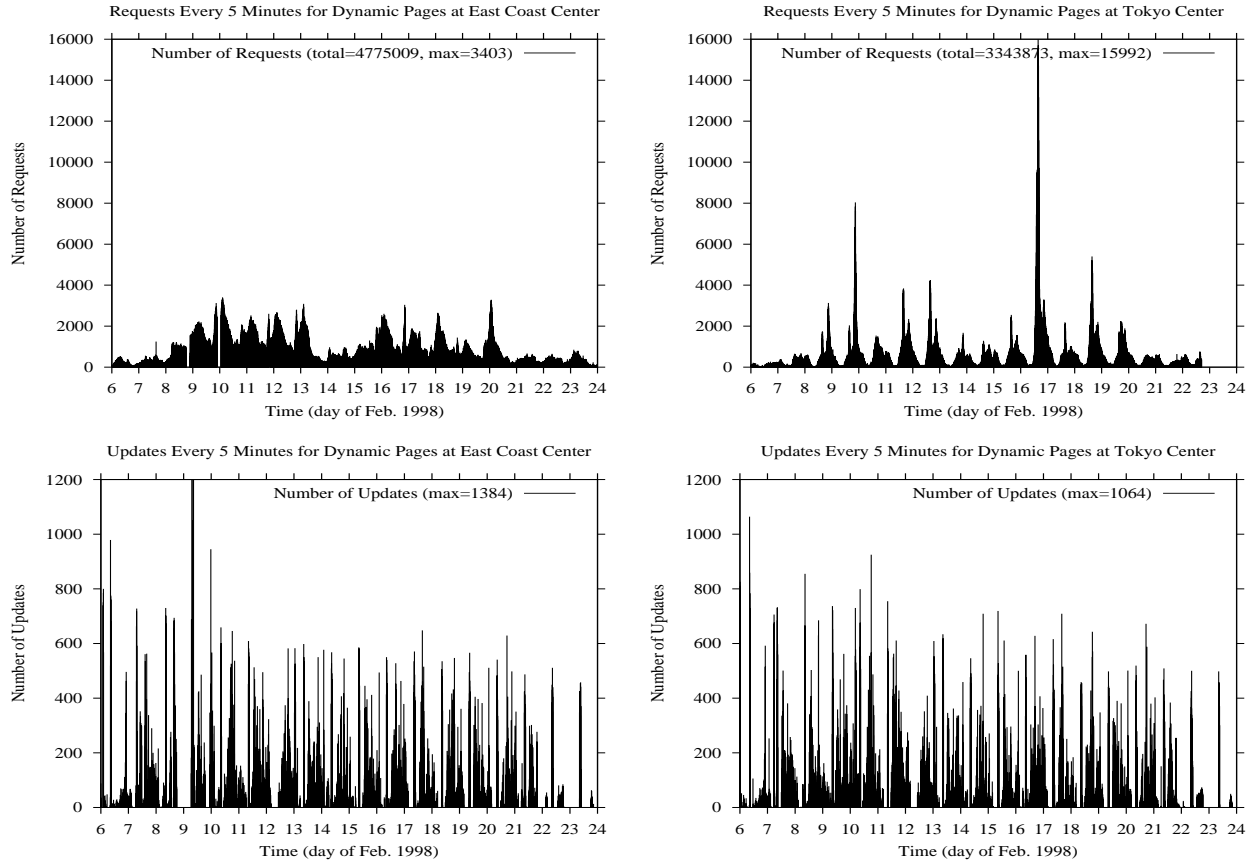 Requests Every 5 Minutes for Dynamic Pages at East Coast Center
Number of Requests (total=4775009, max=3403)
16000
14000
12000
10000
8000
6000
4000
2000
0
Number of Requests
6 7 8 9 10 11 12 13 14 15 16 17 18 19 20 21 22 23 24
Time (day of Feb. 1998)
Requests Every 5 Minutes for Dynamic Pages at Tokyo Center
Number of Requests (total=3343873, max=15992)
16000
14000
12000
10000
8000
6000
4000
2000
0
Number of Requests
6 7 8 9 10 11 12 13 14 15 16 17 18 19 20 21 22 23 24
Time (day of Feb. 1998)
Updates Every 5 Minutes for Dynamic Pages at East Coast Center
Number of Updates (max=1384)
1200
1000
800
600
400
200
0
Number of Updates
6 7 8 9 10 11 12 13 14 15 16 17 18 19 20 21 22 23 24
Time (day of Feb. 1998)
Updates Every 5 Minutes for Dynamic Pages at Tokyo Center
Number of Updates (max=1064)
1200
1000
800
600
400
200
0
Number of Updates
6 7 8 9 10 11 12 13 14 15 16 17 18 19 20 21 22 23 24
Time (day of Feb. 1998)